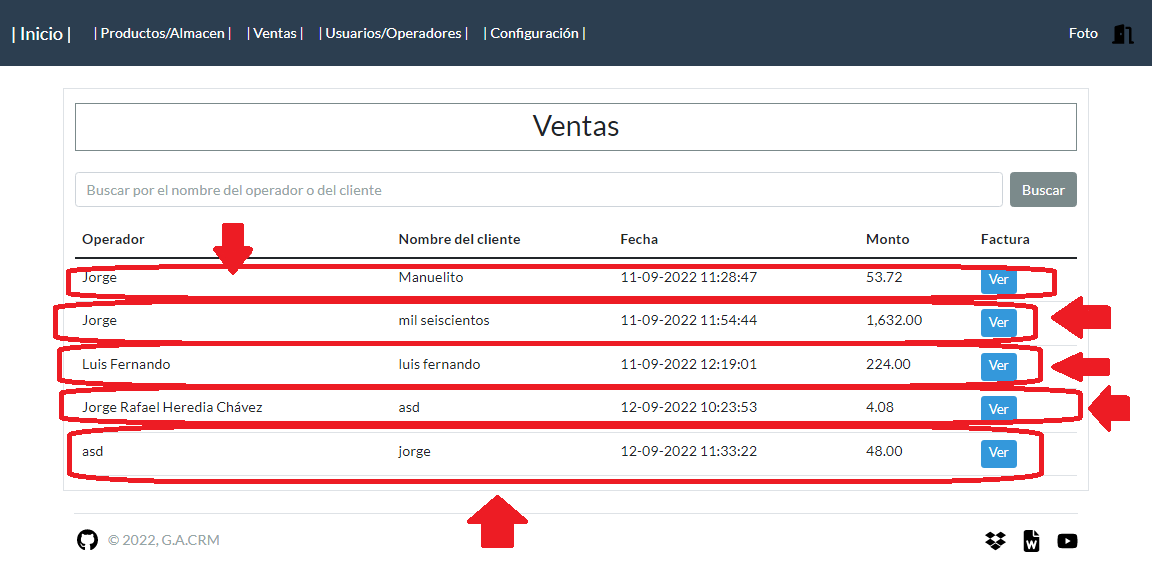 | Inicio | | Productos/Almacen | | Ventas | | Usuarios/Operadores | | Configuración | Foto
Ventas
Buscar por el nombre del operador o del cliente Buscar
Operador Nombre del cliente Fecha Monto Factura
Jorge Manuelito 11-09-2022 11:28:47 53.72 Ver
Jorge mil seiscientos 11-09-2022 11:54:44 1,632.00 Ver
Luis Fernando luis fernando 11-09-2022 12:19:01 224.00 Ver
Jorge Rafael Heredia Chávez asd 12-09-2022 10:23:53 4.08 Ver
asd jorge 12-09-2022 11:33:22 48.00 Ver
© 2022, G.A.CRM W